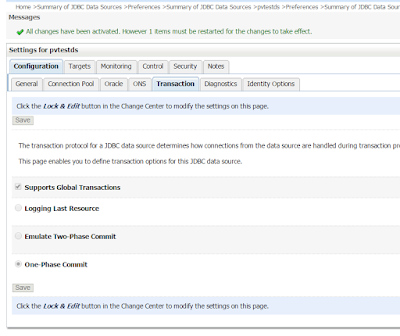 Home >Summary of JDBC Data Sources >Preferences >Summary of JDBC Data Sources >pvtestds >Preferences >Summary of JDBC Data Sources
Messages
All changes have been activated. However 1 items must be restarted for the changes to take effect.
Settings for pvtestds
Configuration Targets Monitoring Control Security Notes
General Connection Pool Oracle ONS Transaction Diagnostics Identity Options
Click the Lock & Edit button in the Change Center to modify the settings on this page.
Save
The transaction protocol for a JDBC data source determines how connections from the data source are handled during transaction pr
This page enables you to define transaction options for this JDBC data source.
Supports Global Transactions
Logging Last Resource
Emulate Two-Phase Commit
One-Phase Commit
Save
Click the Lock & Edit button in the Change Center to modify the settings on this page.